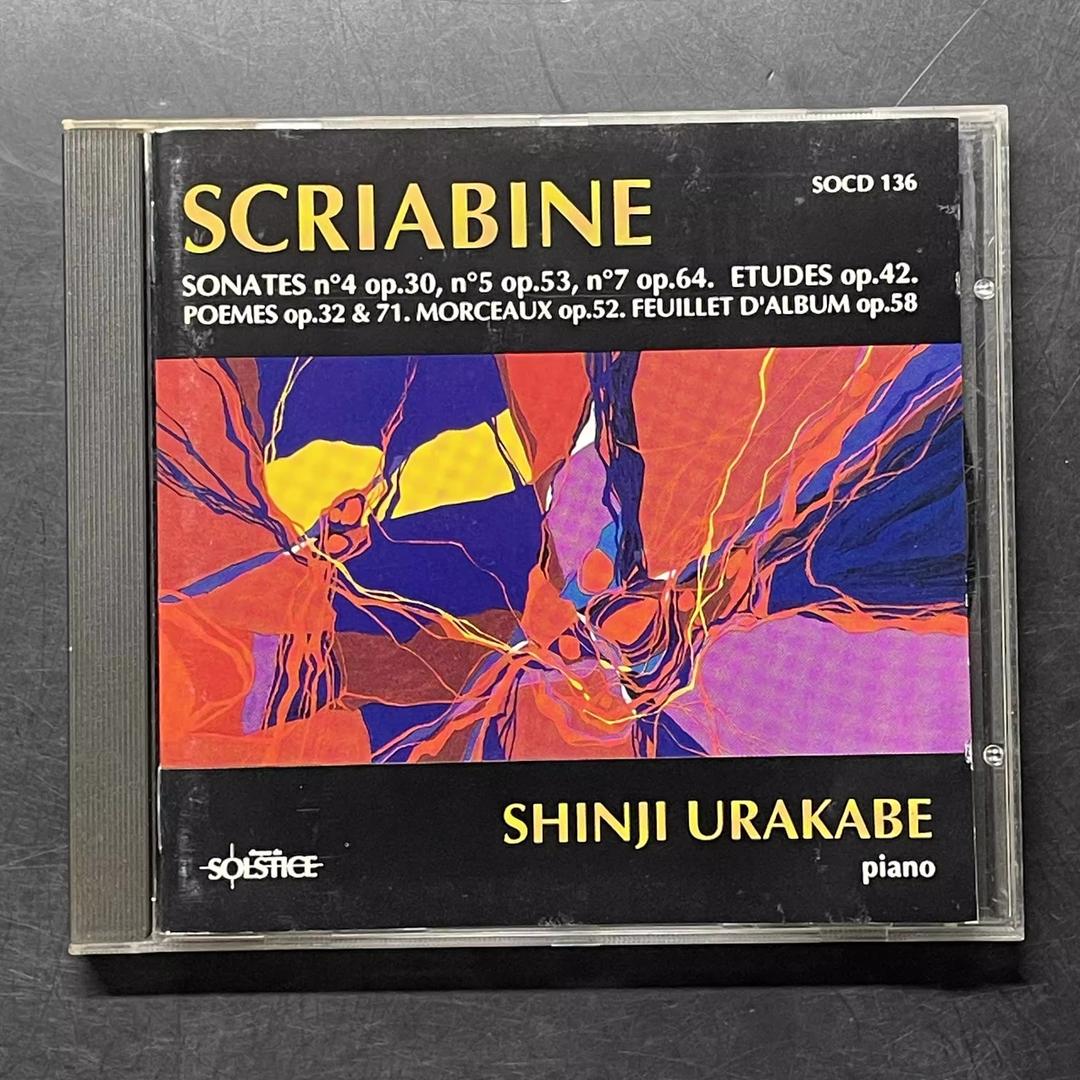 SCRIABINE
SOCD 136
SONATES n°4 op.30, n°5 op.53, n°7 op.64. ETUDES op.42.
POEMES op.32 & 71. MORCEAUX op.52. FEUILLET D'ALBUM op.58
SHINJI URAKABE
piano
SOLSTICE